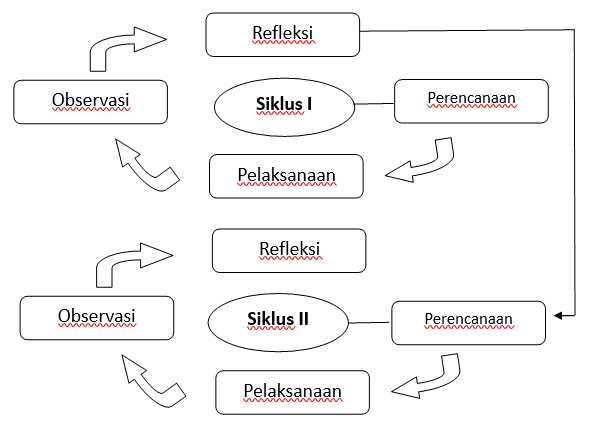 Refleksi
Observasi
Siklus I
Perencanaan
Pelaksanaan
Refleksi
Observasi
Siklus II
Perencanaan
Pelaksanaan